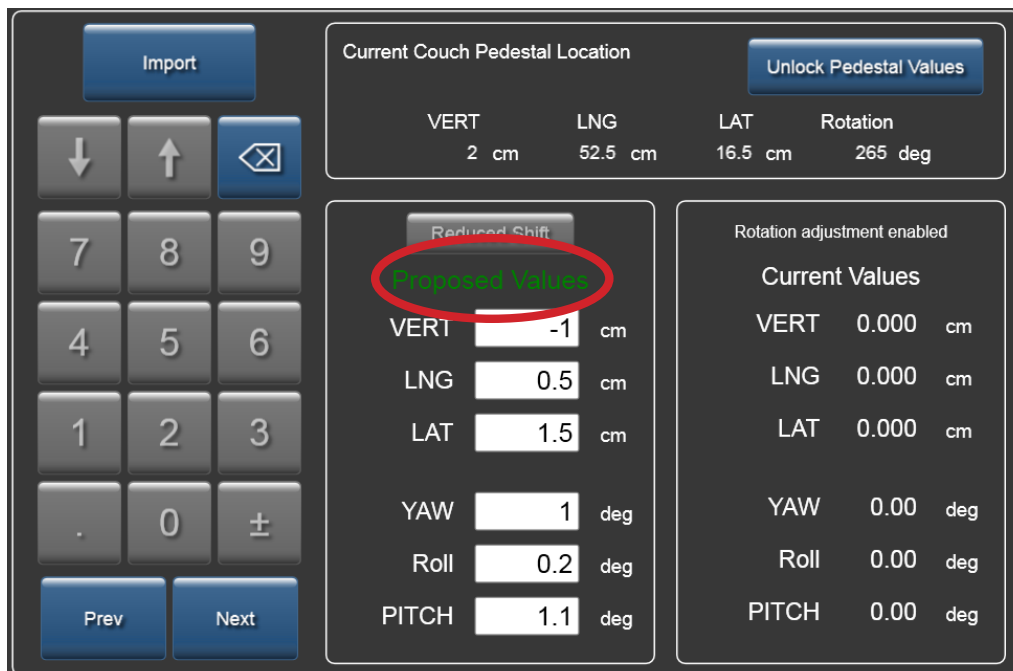 Import
Current Couch Pedestal Location
Unlock Pedestal Values
VERT LNG LAT Rotation
2 cm 52.5 cm 16.5 cm 265 deg
7 8 9
4 5 6
1 2 3
. 0 ±
Prev Next
Reduced Shift
Proposed Values
VERT -1 cm
LNG 0.5 cm
LAT 1.5 cm
YAW 1 deg
Roll 0.2 deg
PITCH 1.1 deg
Rotation adjustment enabled
Current Values
VERT 0.000 cm
LNG 0.000 cm
LAT 0.000 cm
YAW 0.00 deg
Roll 0.00 deg
PITCH 0.00 deg